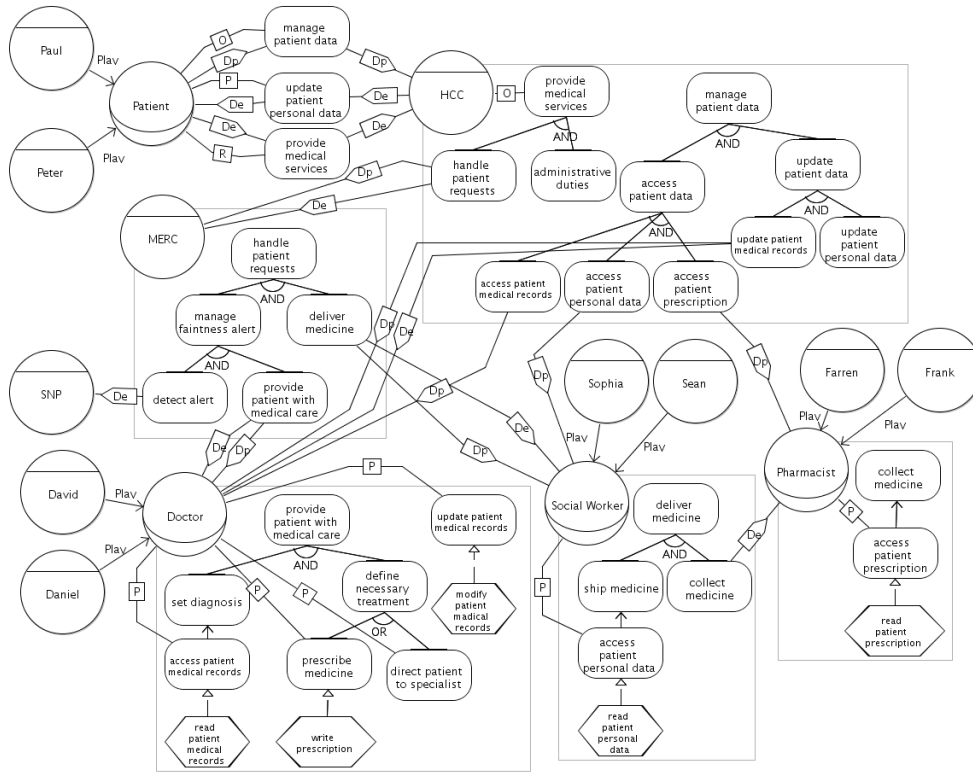 Paul
Plav
Patient
Peter
Plav
O
Dp
P
De
De
R
manage
patient data
update
patient
personal data
provide
medical
services
Dp
De
De
HCC
O
provide
medical
services
AND
handle
patient
requests
administrative
duties
manage
patient data
AND
access
patient data
update
patient data
AND
AND
update patient
medical records
update
patient
personal data
access patient
medical records
access
patient
personal data
access
patient
prescription
Dp
De
MERC
handle
patient
requests
AND
manage
faintness alert
deliver
medicine
AND
detect alert
provide
patient with
medical care
SNP
De
De
Dp
Dp
De
Dp
De
Dp
Dp
Dp
Sophia
Sean
Plav
Plav
Farren
Frank
Plav
Plav
David
Plav
Daniel
Plav
Doctor
P
P
P
P
provide
patient with
medical care
AND
set diagnosis
define
necessary
treatment
OR
access patient
medical records
prescribe
medicine
direct patient
to specialist
read
patient
medical
records
write
prescription
update patient
medical records
modify
patient
madical
records
Social Worker
P
deliver
medicine
AND
ship medicine
collect
medicine
access
patient
personal data
read
patient
personal
data
De
Pharmacist
P
collect
medicine
access
patient
prescription
read
patient
prescription